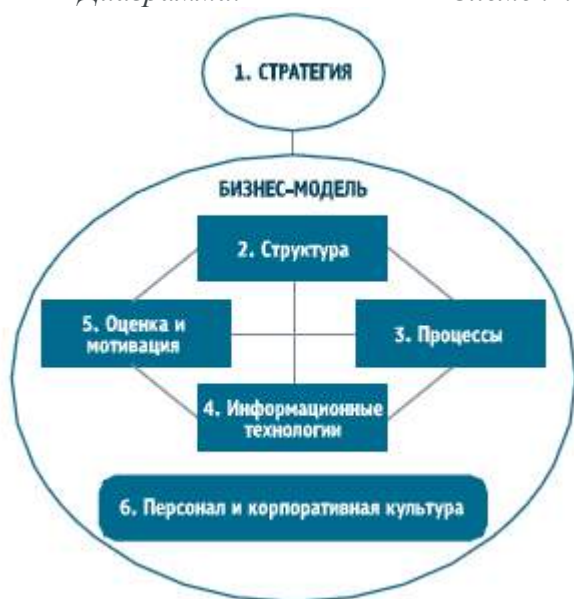 1. СТРАТЕГИЯ
БИЗНЕС-МОДЕЛЬ
2. Структура
5. Оценка и
мотивация
3. Процессы
4. Информационные
технологии
6. Персонал и корпоративная культура